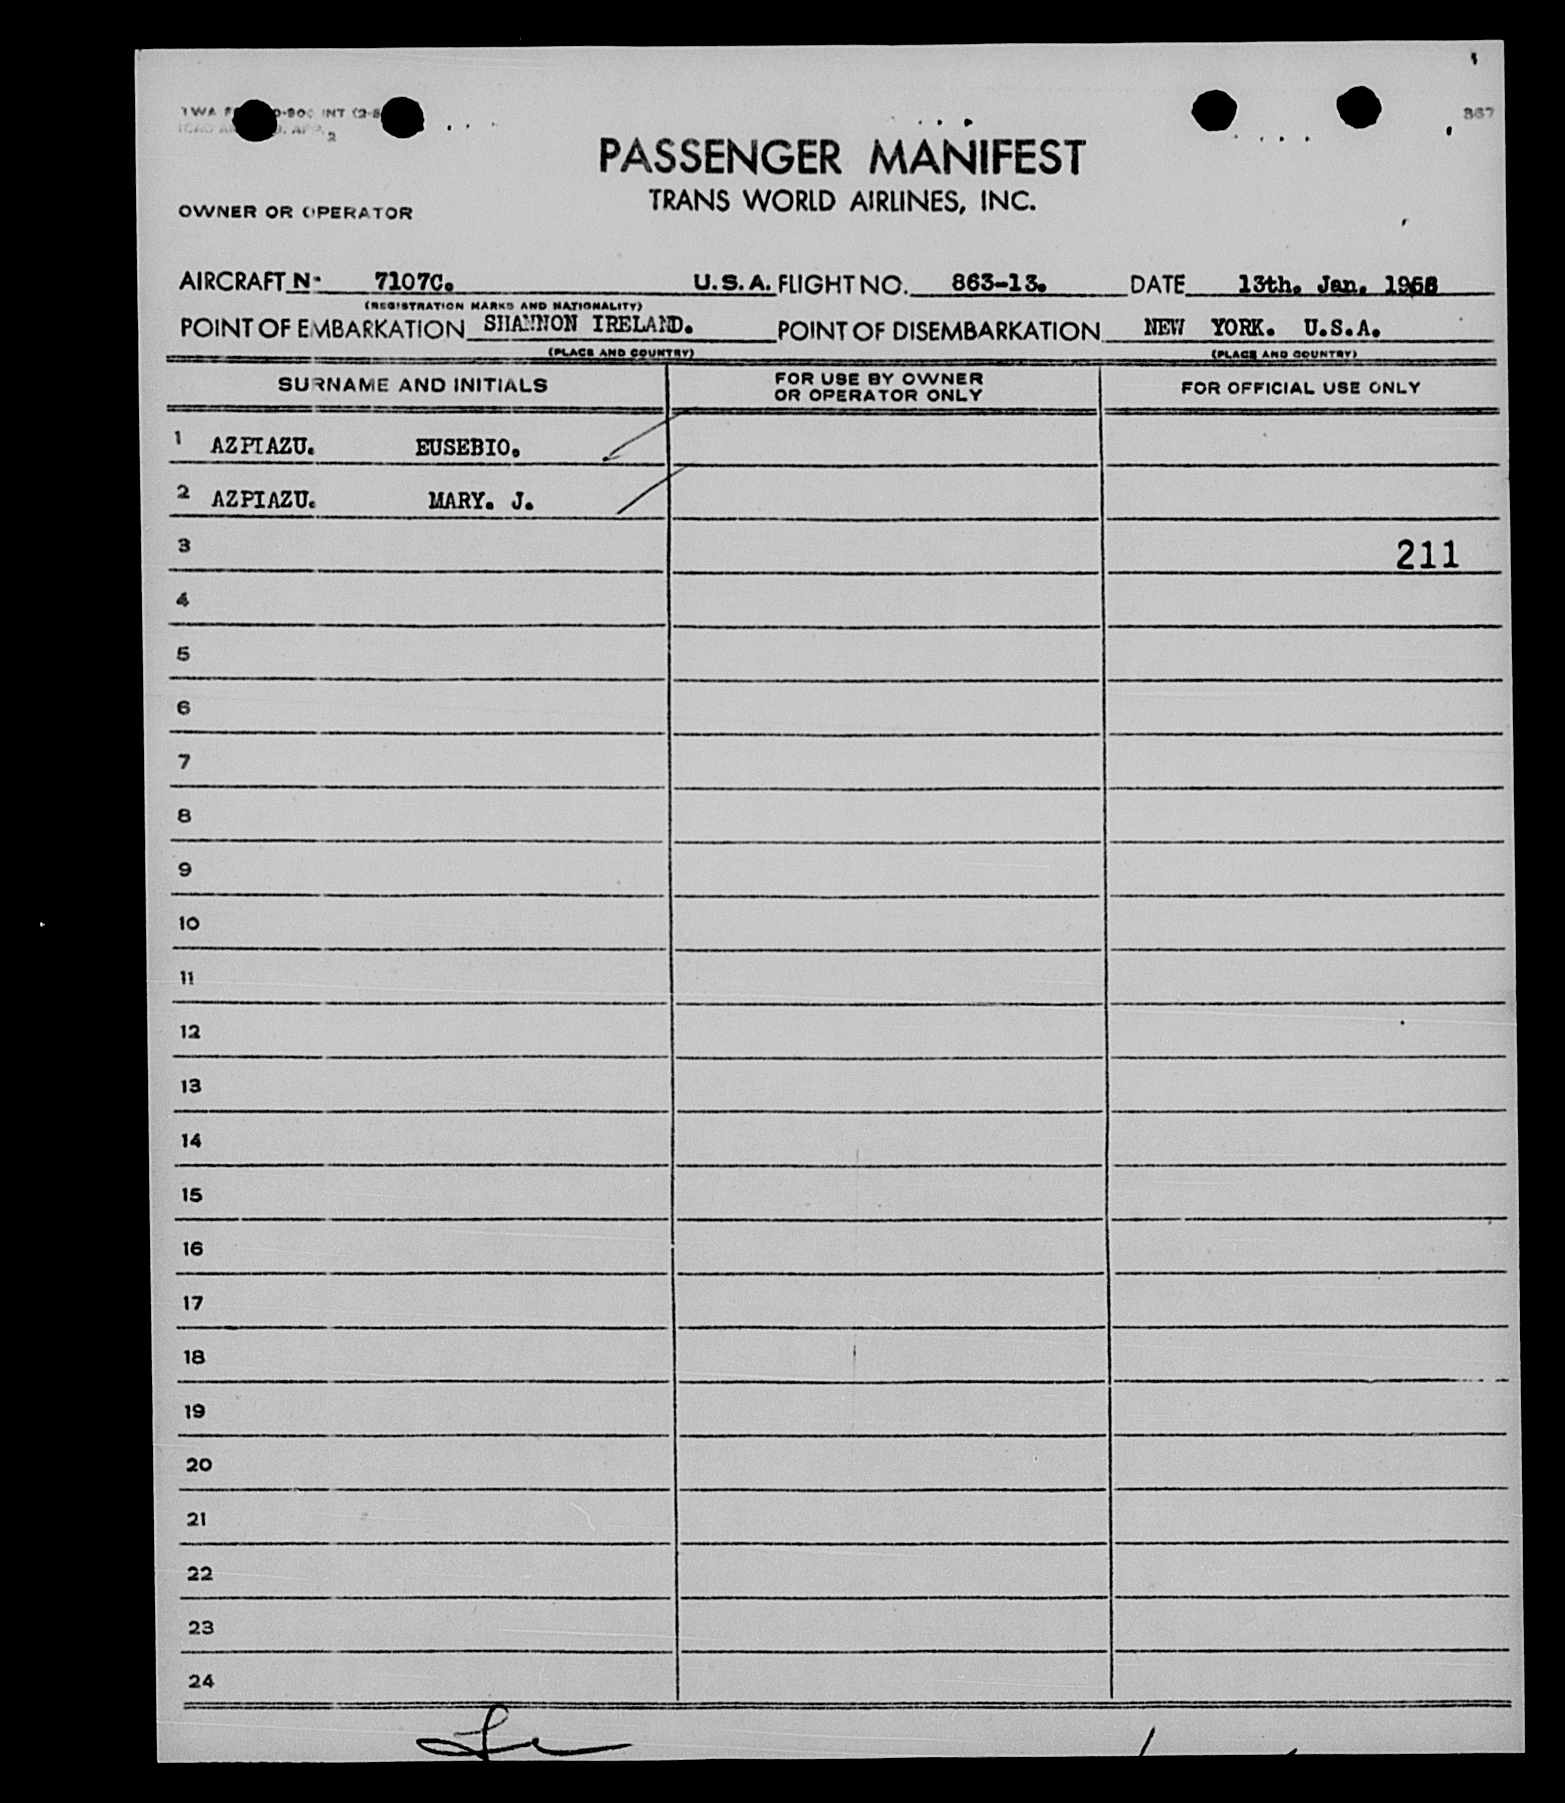 867
PASSENGER MANIFEST
TRANS WORLD AIRLINES, INC.
OWNER OR OPERATOR
AIRCRAFT N- 7107C. U.S.A. FLIGHT NO. 863-13. DATE 13th. Jan.
(REGISTRATION MARKS AND NATIONALITY)
POINT OF EMBARKATION SHANNON IRELAND. POINT OF DISEMBARKATION NEW YORK. U.S.A.
(PLACE AND COUNTRY) (PLACE AND COUNTRY)
SURNAME AND INITIALS FOR USE BY OWNER OR OPERATOR ONLY FOR OFFICIAL USE ONLY
1 AZPIAZU. EUSEBIO.
2 AZPIAZU. MARY. J.
3 211
4
5
6
7
8
9
10
11
12
13
14
15
16
17
18
19
20
21
22
23
24